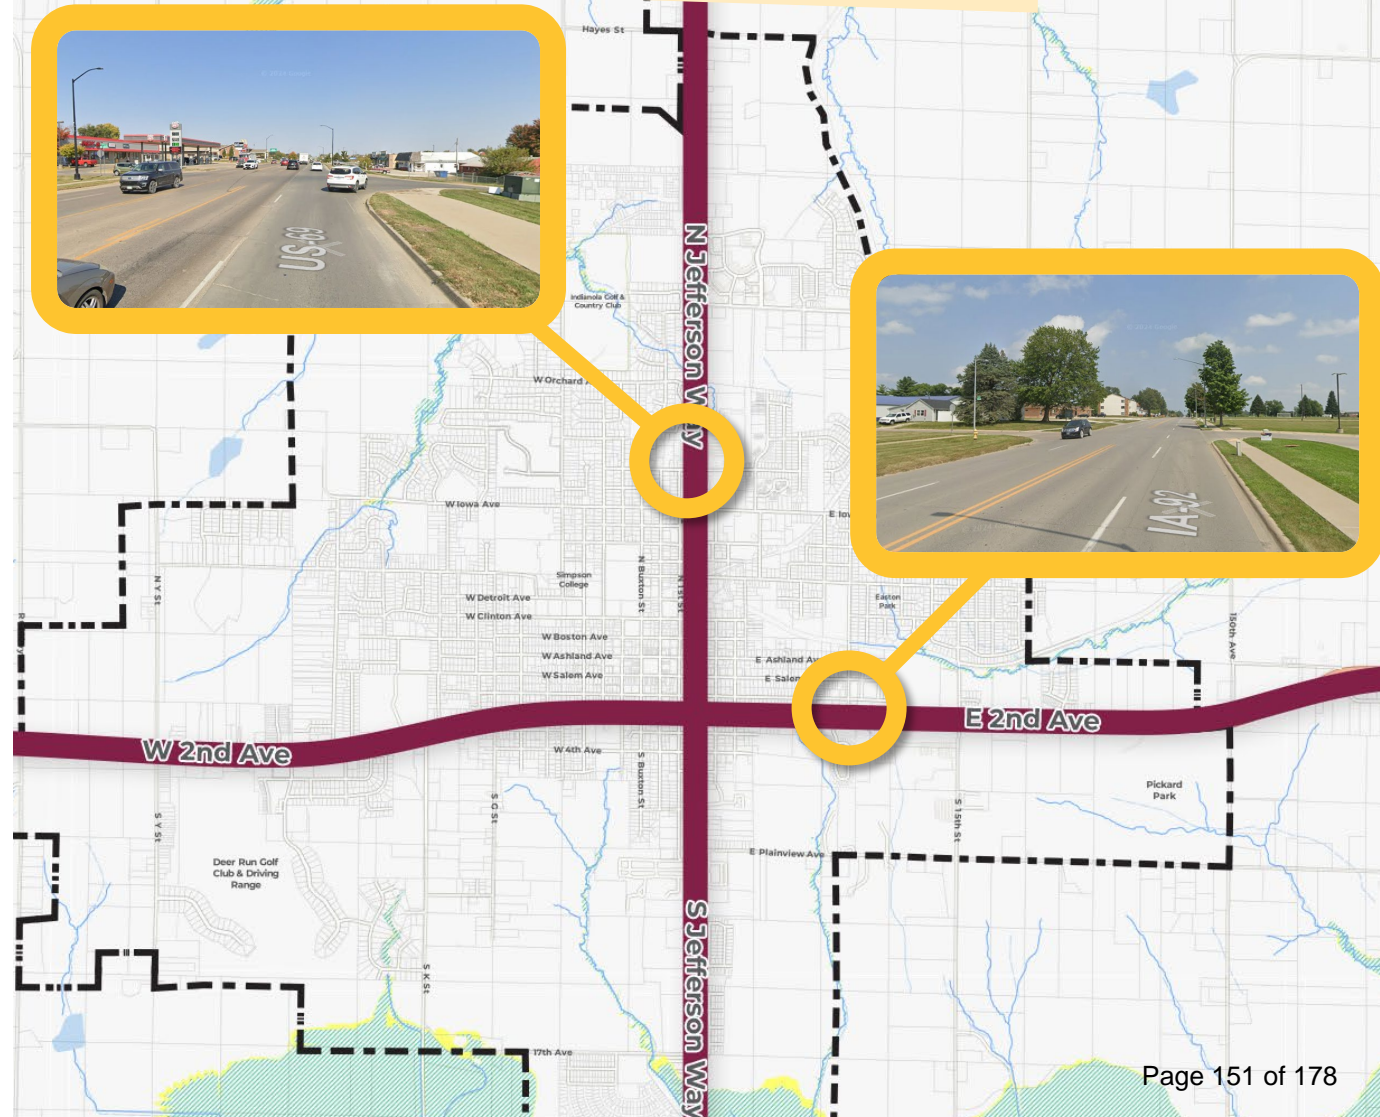 Hayes St
US-69
N Jefferson Way
Indianola Golf &
Country Club
W Orchard
IA-92
W Iowa Ave
E Iow
N Y St
Simpson
College
N Buxton St
N 1st St
W Detroit Ave
W Clinton Ave
Easton
Park
150th Ave
W Boston Ave
W Ashland Ave
W Salem Ave
E Ashland Av
E Salem
E 2nd Ave
W 2nd Ave
W 4th Ave
S Buxton St
Pickard
Park
S G St
S 15th St
S Y St
E Plainview Ave
Deer Run Golf
Club & Driving
Range
S Jefferson Way
S K St
17th Ave
Page 151 of 178